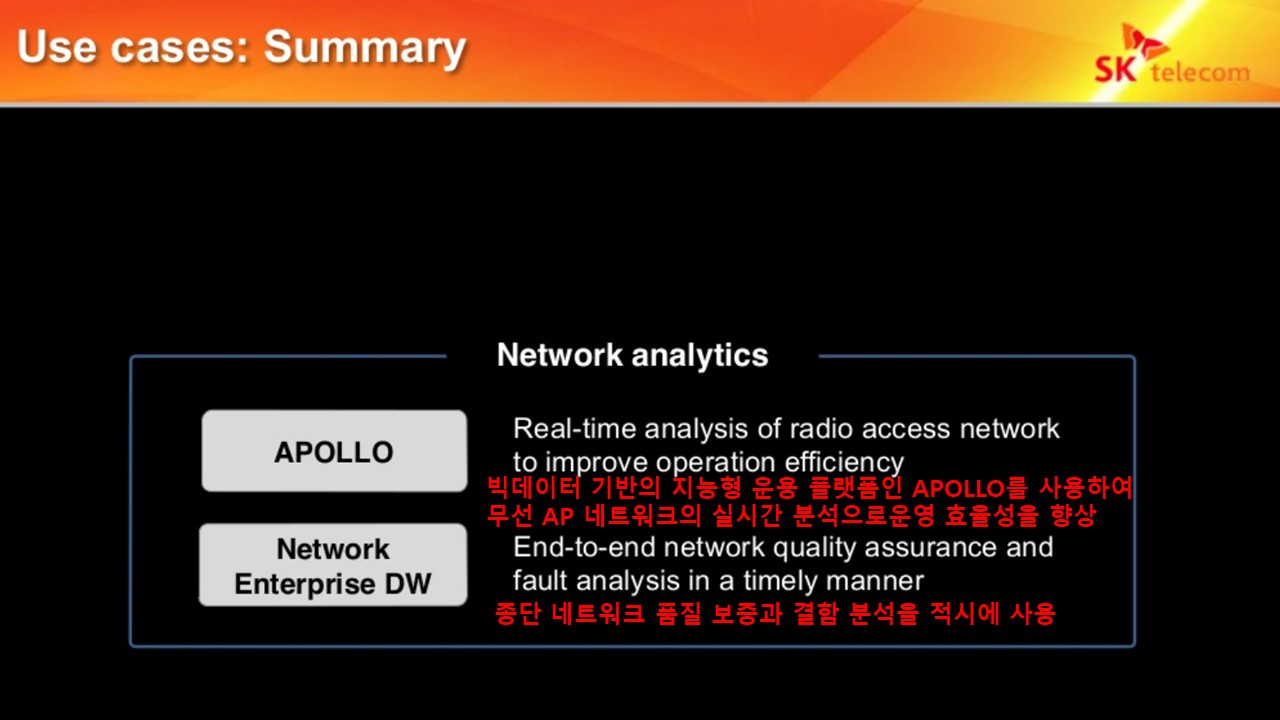 Use cases: Summary
SK telecom
Network analytics
APOLLO
Real-time analysis of radio access network
to improve operation efficiency
빅데이터 기반의 지능형 운용 플랫폼인 APOLLO를 사용하여
무선 AP 네트워크의 실시간 분석으로운영 효율성을 향상
Network
Enterprise DW
End-to-end network quality assurance and
fault analysis in a timely manner
종단 네트워크 품질 보증과 결함 분석을 적시에 사용